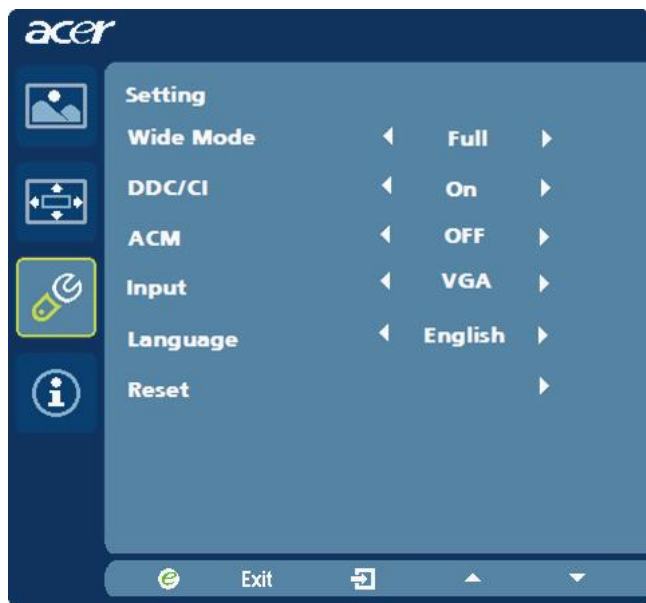 acer
Setting
Wide Mode Full
DDC/CI On
ACM OFF
Input VGA
Language English
Reset
e Exit